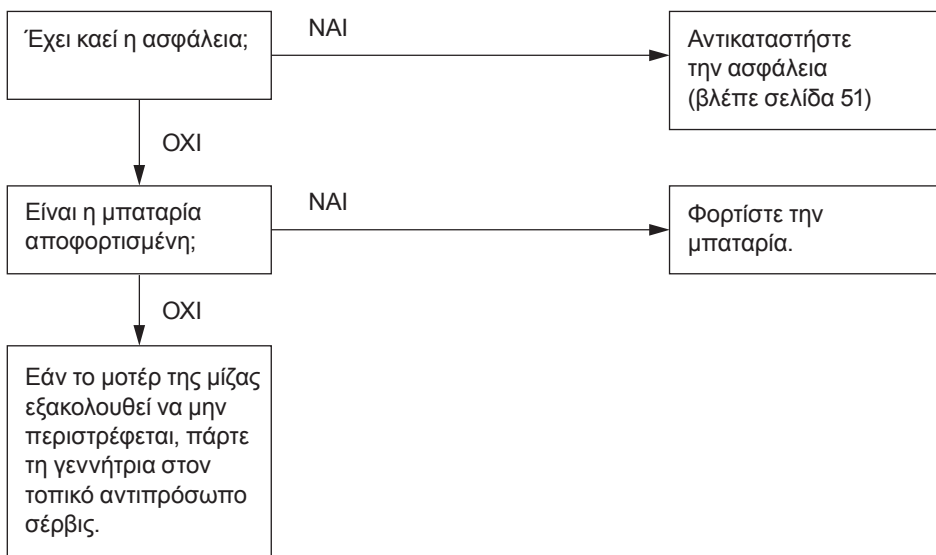 Έχει καεί η ασφάλεια;
ΝΑΙ
Αντικαταστήστε
την ασφάλεια
(βλέπε σελίδα 51)
ΟΧΙ
Είναι η μπαταρία
αποφορτισμένη;
ΝΑΙ
Φορτίστε την
μπαταρία.
ΟΧΙ
Εάν το μοτέρ της μίζας
εξακολουθεί να μην
περιστρέφεται, πάρτε
τη γεννήτρια στον
τοπικό αντιπρόσωπο
σέρβις.